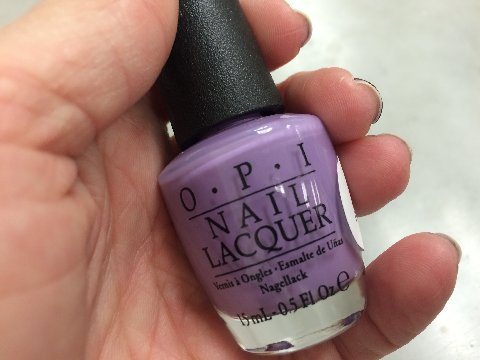 O·P·I
NAIL
LACQUER
Vernis à Ongles · Esmalte de Uñas
Nagellack
15 mL - 0.5 Fl Oz ℮